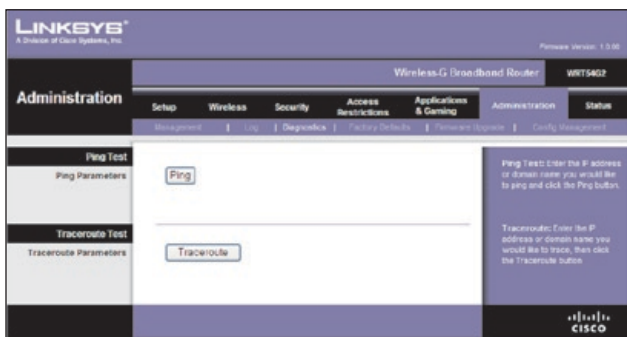 LINKSYS®
A Division of Cisco Systems, Inc.
Firmware Version: 1.0.00
Wireless-G Broadband Router WRT54G2
Administration
Setup Wireless Security Access Restrictions Applications & Gaming Administration Status
Management | Log | Diagnostics | Factory Defaults | Firmware Upgrade | Config Management
Ping Test
Ping Parameters
Ping
Ping Test: Enter the IP address
or domain name you would like
to ping and click the Ping button.
Traceroute Test
Traceroute Parameters
Traceroute
Traceroute: Enter the IP
address or domain name you
would like to trace, then click
the Traceroute button
CISCO